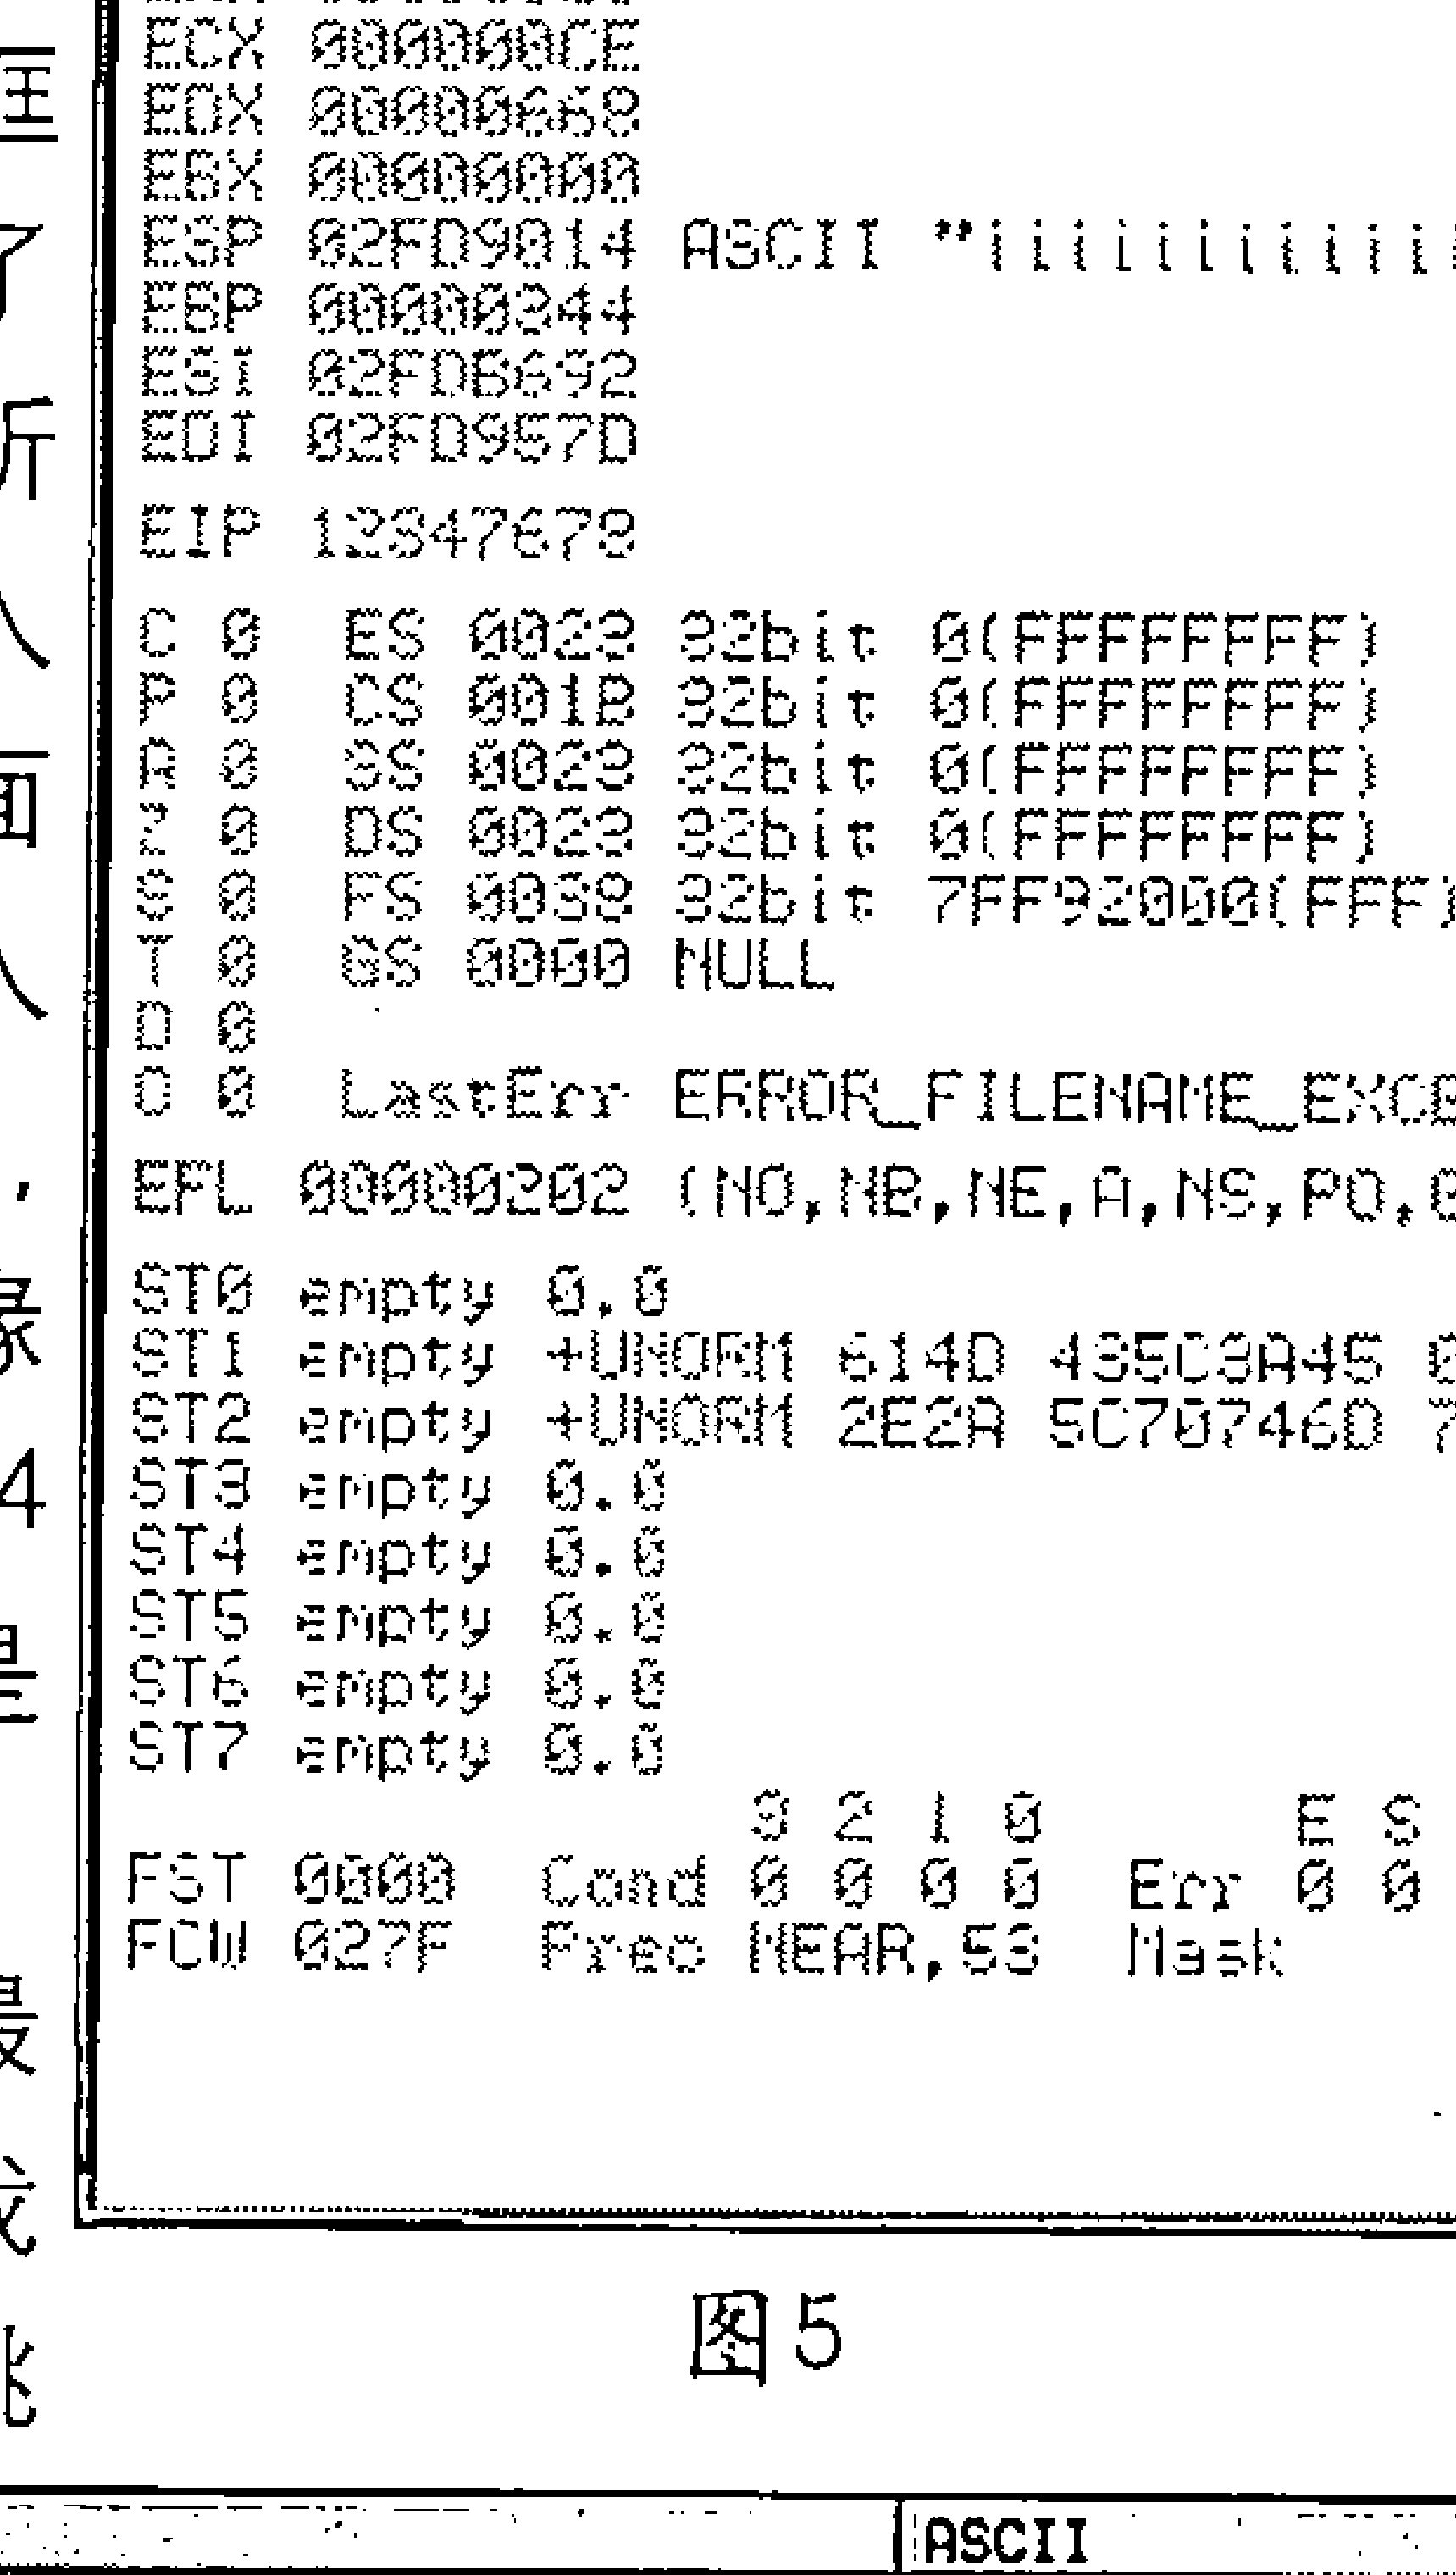 ECX 000000CE
EDX 00000668
EBX 00000000
ESP 02FD9014 ASCII "iiiiiiiiiiii
EBP 00000244
ESI 02FDB692
EDI 02FD957D
EIP 12347678
C 0 ES 0023 32bit 0(FFFFFFFF)
P 0 CS 001B 32bit 0(FFFFFFFF)
A 0 SS 0023 32bit 0(FFFFFFFF)
Z 0 DS 0023 32bit 0(FFFFFFFF)
S 0 FS 003B 32bit 7FF92000(FFF)
T 0 GS 0000 NULL
D 0
O 0 LastErr ERROR_FILENAME_EXCE
EFL 00000202 (NO,NB,NE,A,NS,PO,G
ST0 empty 0.0
ST1 empty +UNORM 614D 435C3A45 0
ST2 empty +UNORM 2E2A 5C70746D 7
ST3 empty 0.0
ST4 empty 0.0
ST5 empty 0.0
ST6 empty 0.0
ST7 empty 0.0
3 2 1 0 E S
FST 0000 Cond 0 0 0 0 Err 0 0
FCW 027F Prec NEAR,53 Mask
图5
ASCII